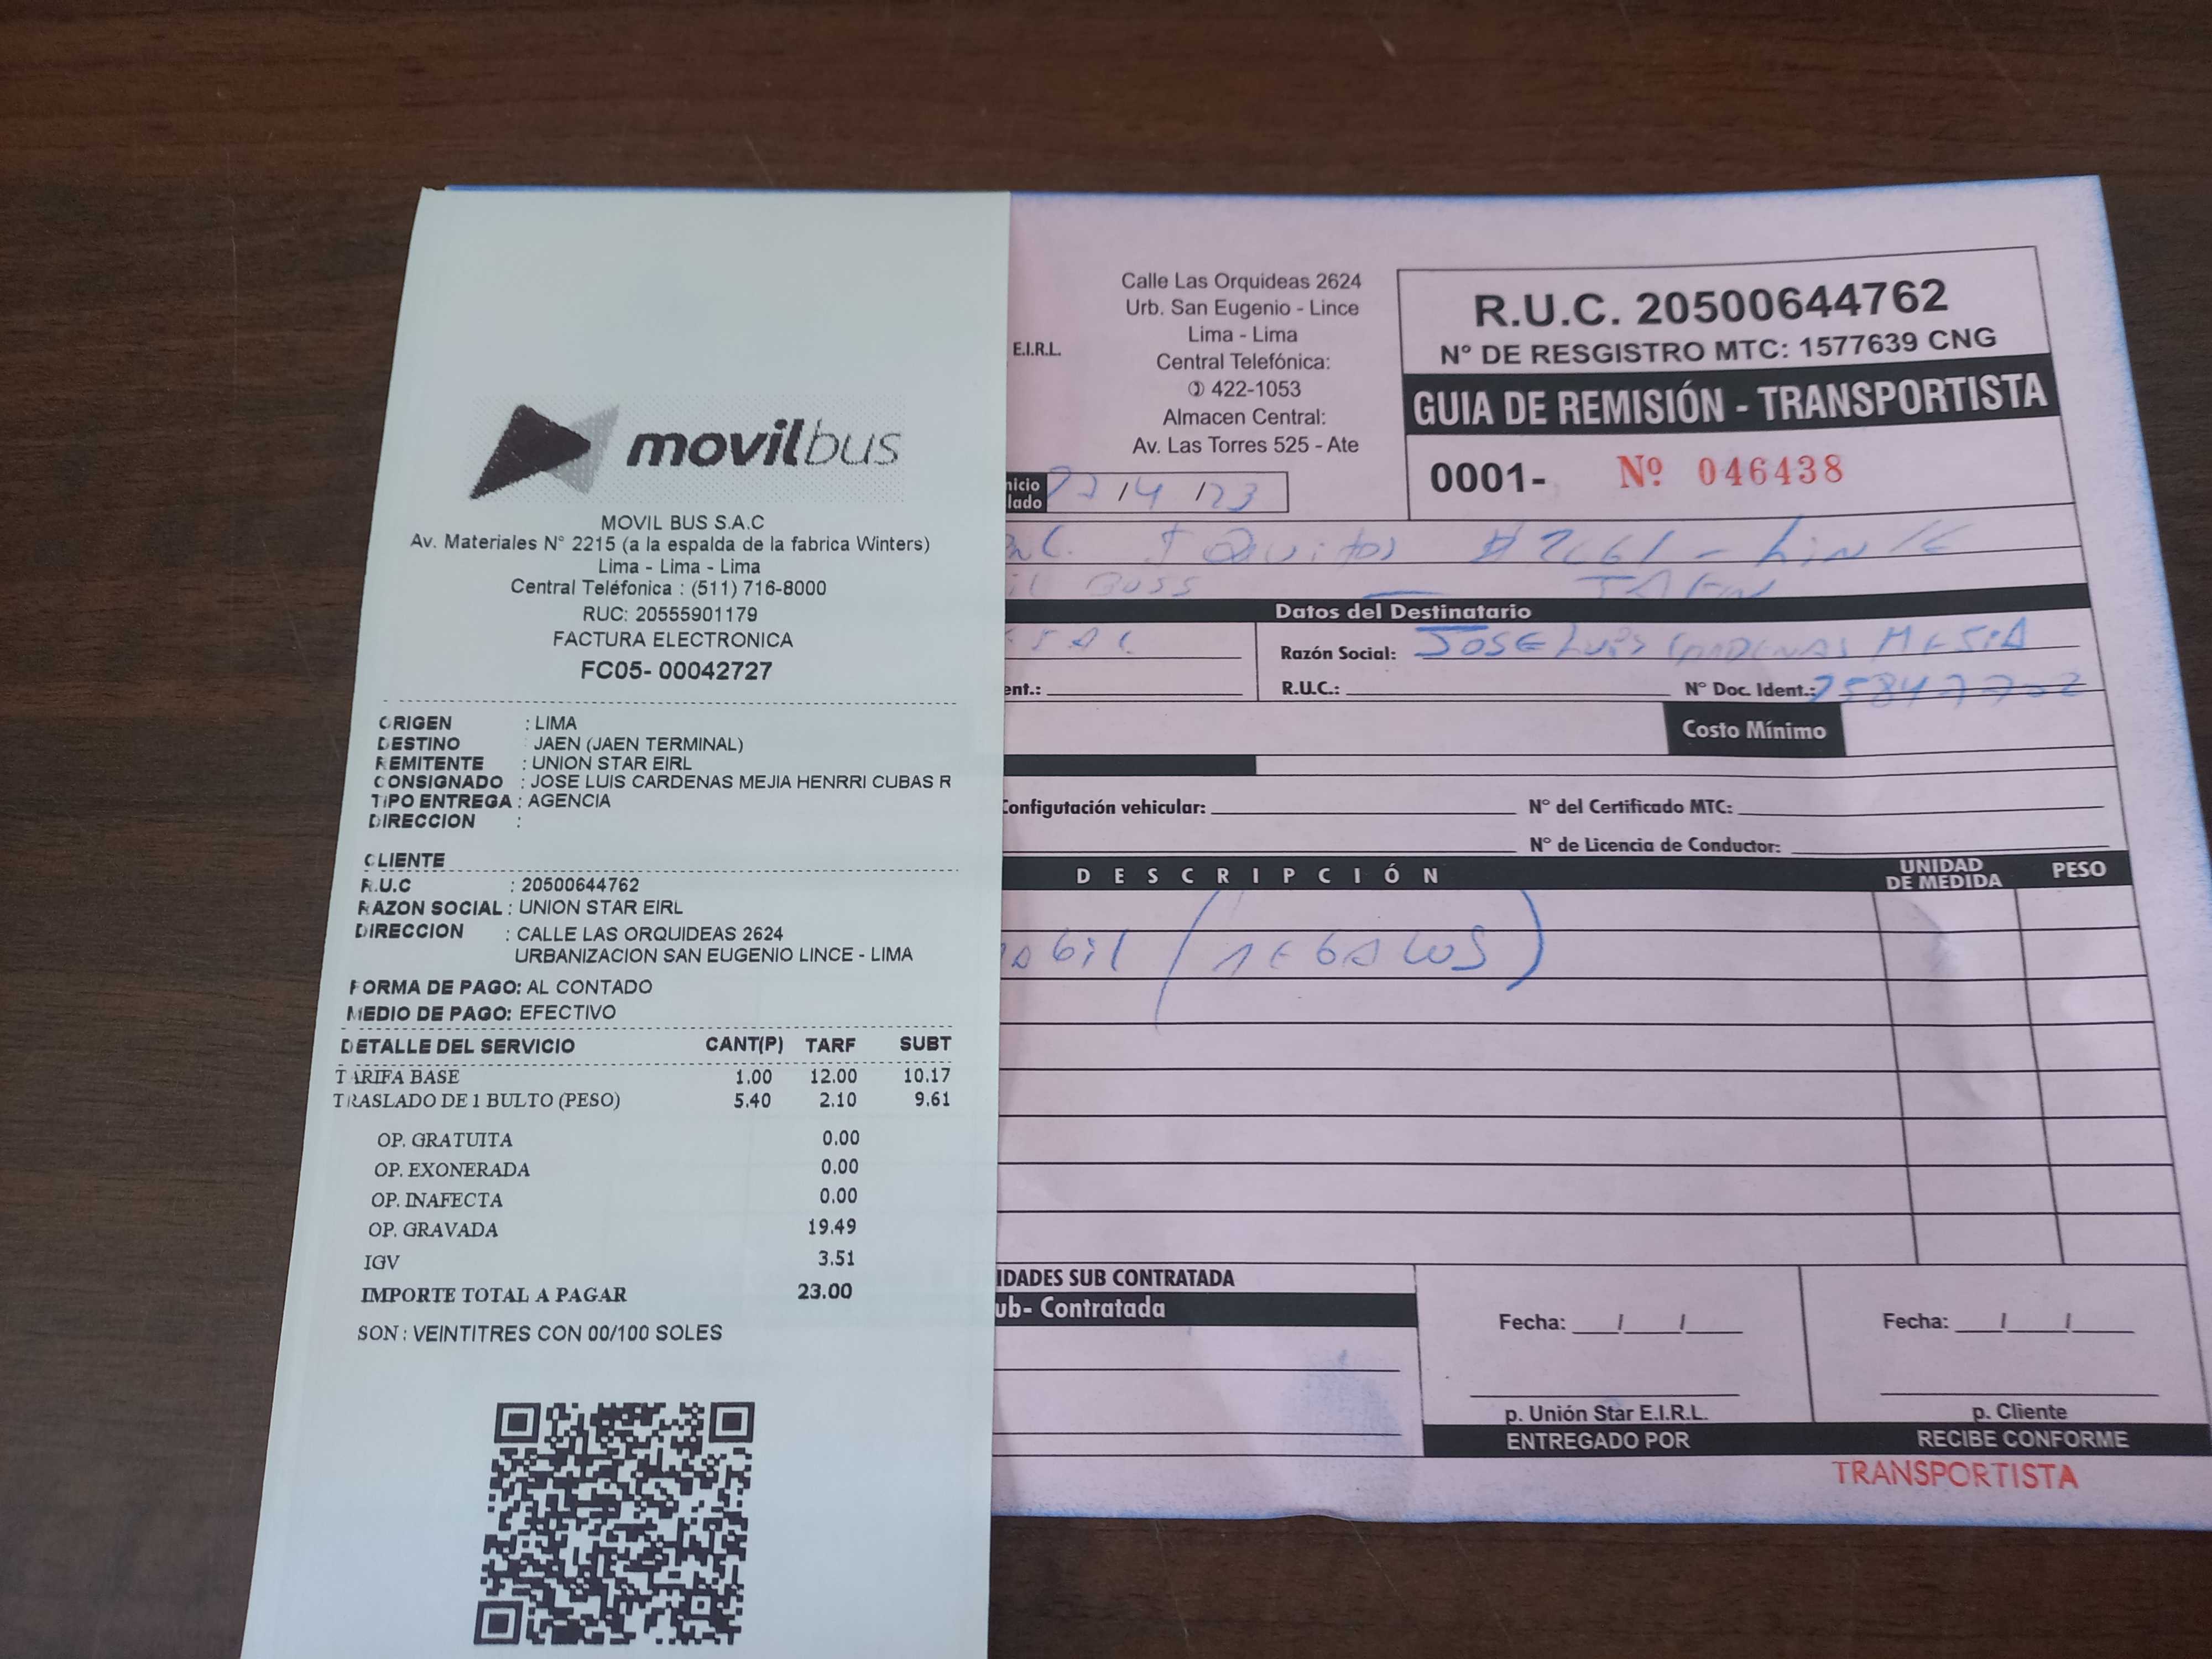 movilbus
MOVIL BUS S.A.C
Av. Materiales N° 2215 (a la espalda de la fabrica Winters)
Lima - Lima - Lima
Central Teléfonica : (511) 716-8000
RUC: 20555901179
FACTURA ELECTRONICA
FC05- 00042727
ORIGEN : LIMA
DESTINO JAEN (JAEN TERMINAL)
REMITENTE : UNION STAR EIRL
CONSIGNADO : JOSE LUIS CARDENAS MEJIA HENRRI CUBAS R
TIPO ENTREGA : AGENCIA
DIRECCION :
CLIENTE
R.U.C : 20500644762
RAZON SOCIAL : UNION STAR EIRL
DIRECCION : CALLE LAS ORQUIDEAS 2624
URBANIZACION SAN EUGENIO LINCE - LIMA
FORMA DE PAGO: AL CONTADO
MEDIO DE PAGO: EFECTIVO
DETALLE DEL SERVICIO CANT(P) TARF SUBT
TARIFA BASE 1.00 12.00 10.17
TRASLADO DE 1 BULTO (PESO) 5.40 2.10 9.61
OP. GRATUITA 0.00
OP. EXONERADA 0.00
OP. INAFECTA 0.00
OP. GRAVADA 19.49
IGV 3.51
IMPORTE TOTAL A PAGAR 23.00
SON : VEINTITRES CON 00/100 SOLES
E.I.R.L.
Calle Las Orquideas 2624
Urb. San Eugenio - Lince
Lima - Lima
Central Telefónica:
422-1053
Almacen Central:
Av. Las Torres 525 - Ate
R.U.C. 20500644762
N° DE RESGISTRO MTC: 1577639 CNG
GUIA DE REMISIÓN - TRANSPORTISTA
0001- Nº 046438
nicio
lado /4 /23
Buss
Datos del Destinatario
Razón Social: JOSE Luis
ent.: R.U.C.: N° Doc. Ident.:
Costo Mínimo
Configutación vehicular: N° del Certificado MTC:
N° de Licencia de Conductor:
DESCRIPCIÓN UNIDAD DE MEDIDA PESO
IDADES SUB CONTRATADA
ub- Contratada
Fecha: / / Fecha: / /
p. Unión Star E.I.R.L. p. Cliente
ENTREGADO POR RECIBE CONFORME
TRANSPORTISTA